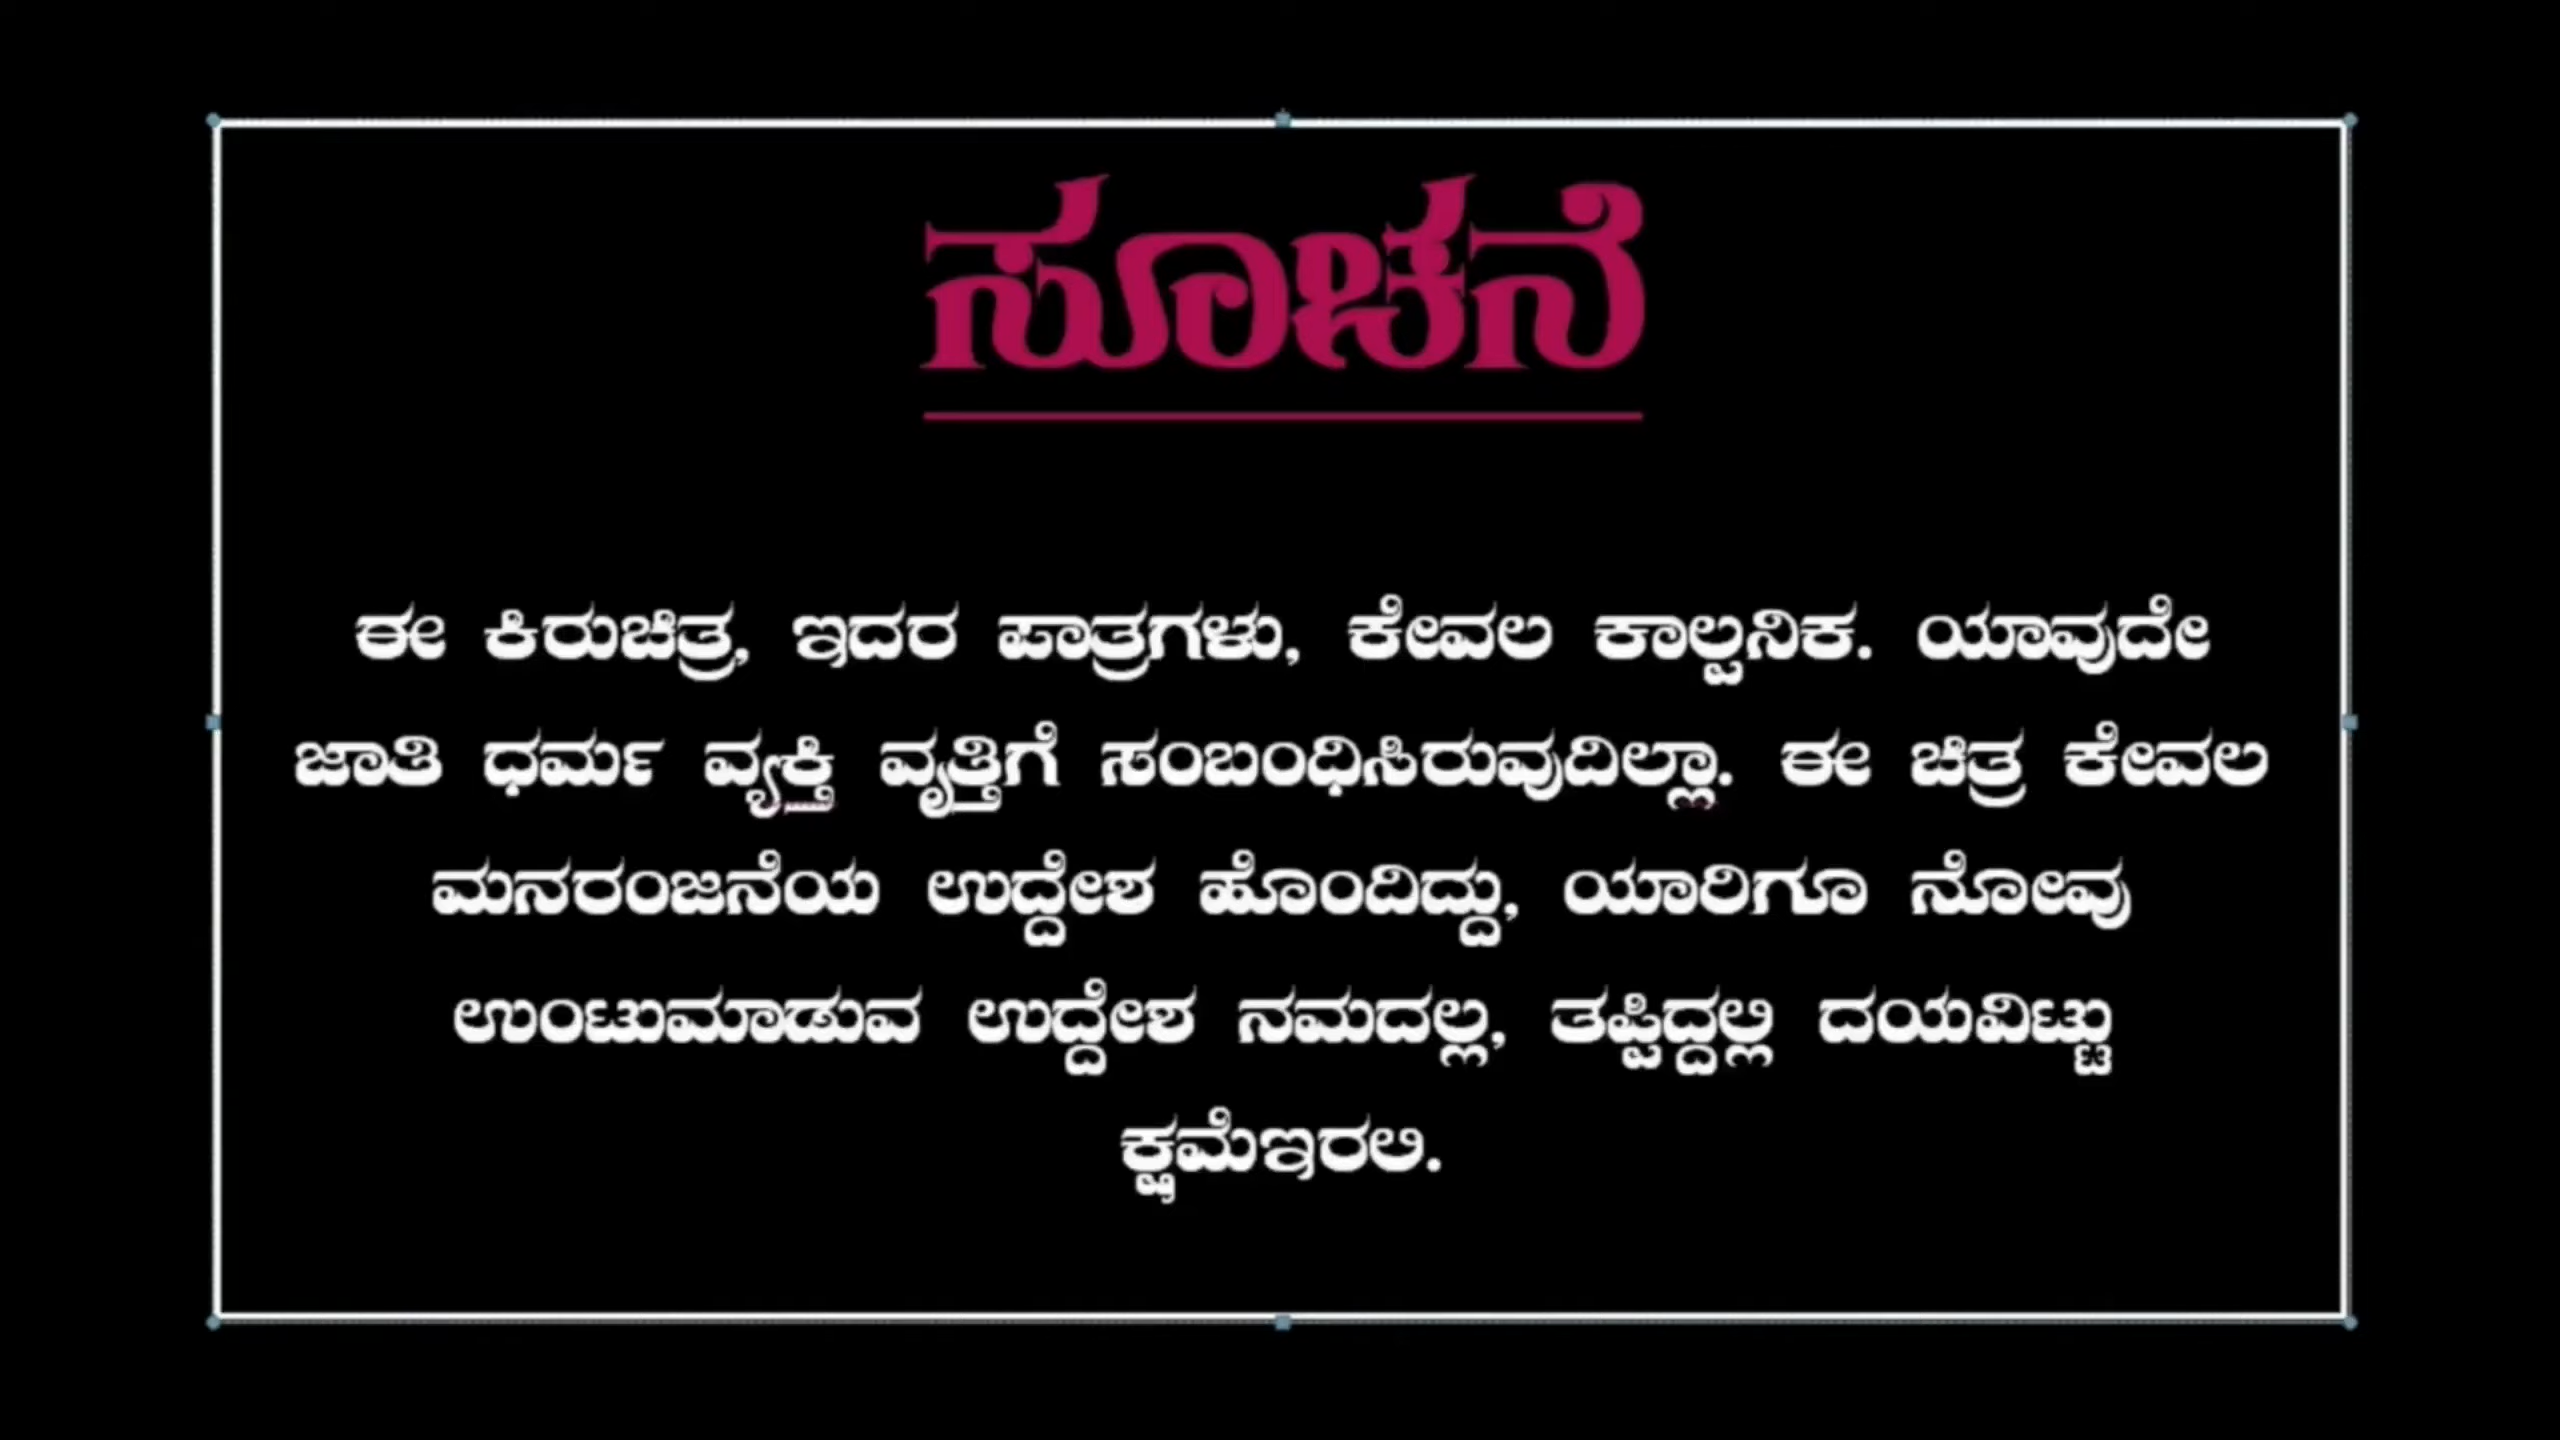 ಸೂಚನೆ
ಈ ಕಿರುಚಿತ್ರ, ಇದರ ಪಾತ್ರಗಳು, ಕೇವಲ ಕಾಲ್ಪನಿಕ. ಯಾವುದೇ
ಜಾತಿ ಧರ್ಮ ವ್ಯಕ್ತಿ ವೃತ್ತಿಗೆ ಸಂಬಂಧಿಸಿರುವುದಿಲ್ಲಾ. ಈ ಚಿತ್ರ ಕೇವಲ
ಮನರಂಜನೆಯ ಉದ್ದೇಶ ಹೊಂದಿದ್ದು, ಯಾರಿಗೂ ನೋವು
ಉಂಟುಮಾಡುವ ಉದ್ದೇಶ ನಮದಲ್ಲ, ತಪ್ಪಿದ್ದಲ್ಲಿ ದಯವಿಟ್ಟು
ಕ್ಷಮೆಇರಲಿ.